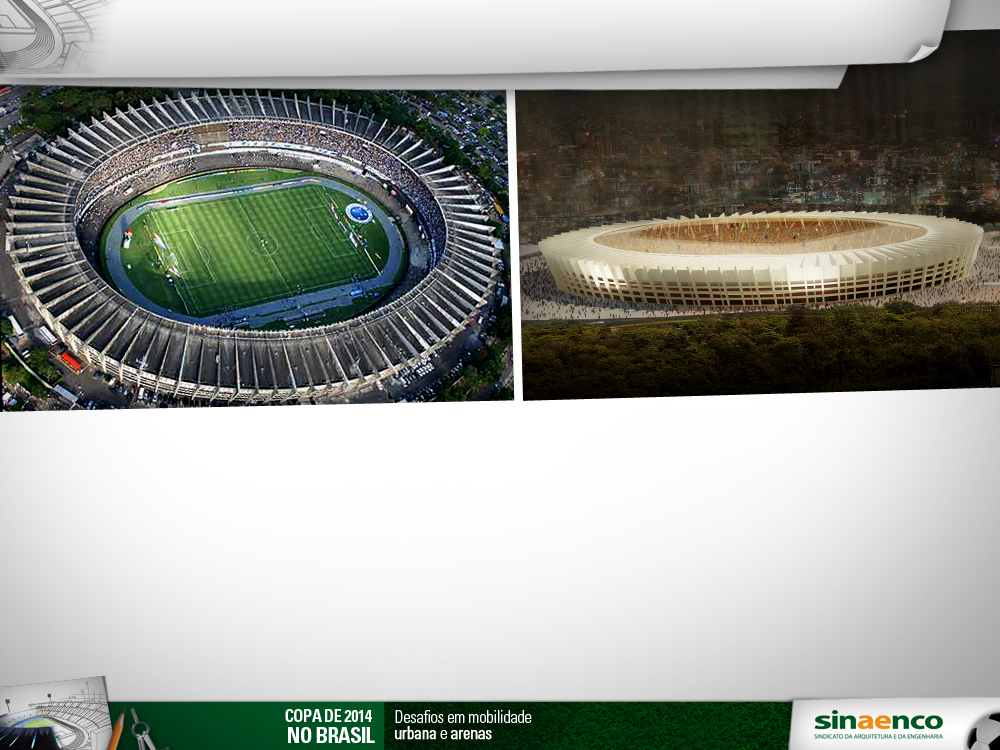 COPA DE 2014
NO BRASIL
Desafios em mobilidade
urbana e arenas
sinaenco
SINDICATO DA ARQUITETURA E DA ENGENHARIA